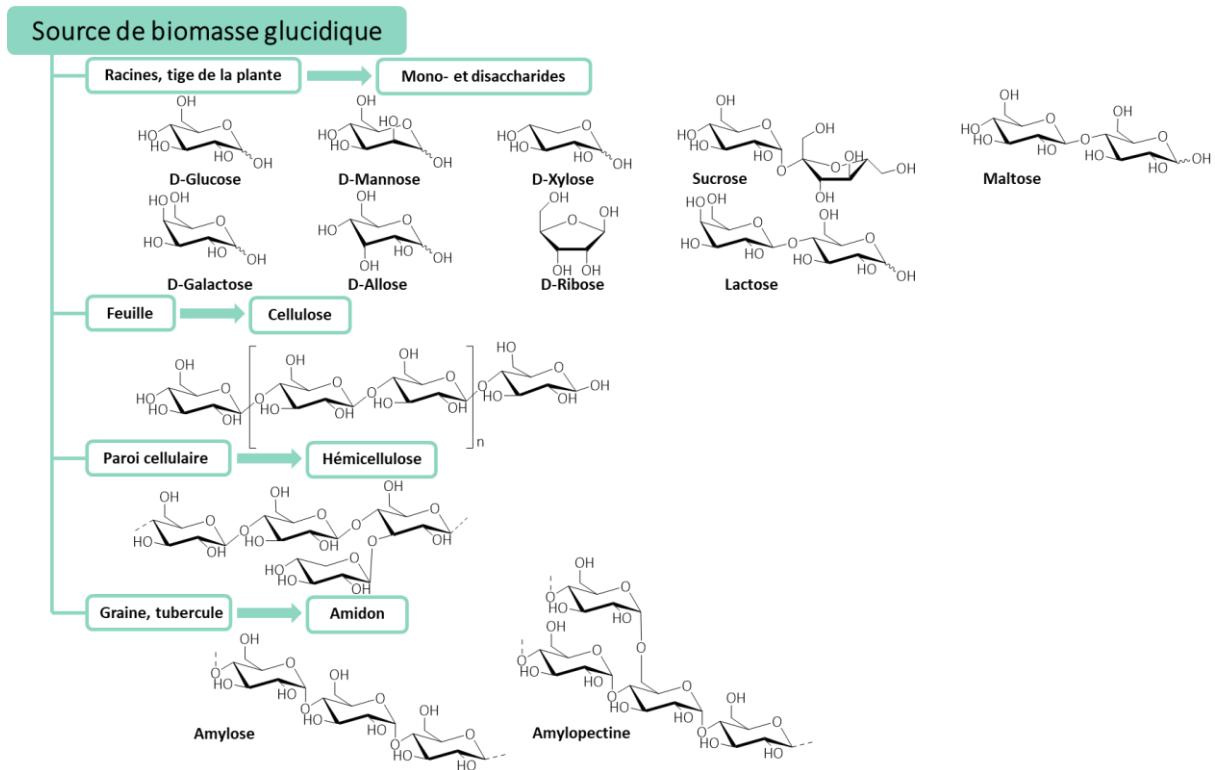 Source de biomasse glucidique
Racines, tige de la plante
Mono- et disaccharides
D-Glucose
D-Mannose
D-Xylose
Sucrose
Maltose
D-Galactose
D-Allose
D-Ribose
Lactose
Feuille
Cellulose
n
Paroi cellulaire
Hémicellulose
Graine, tubercule
Amidon
Amylose
Amylopectine